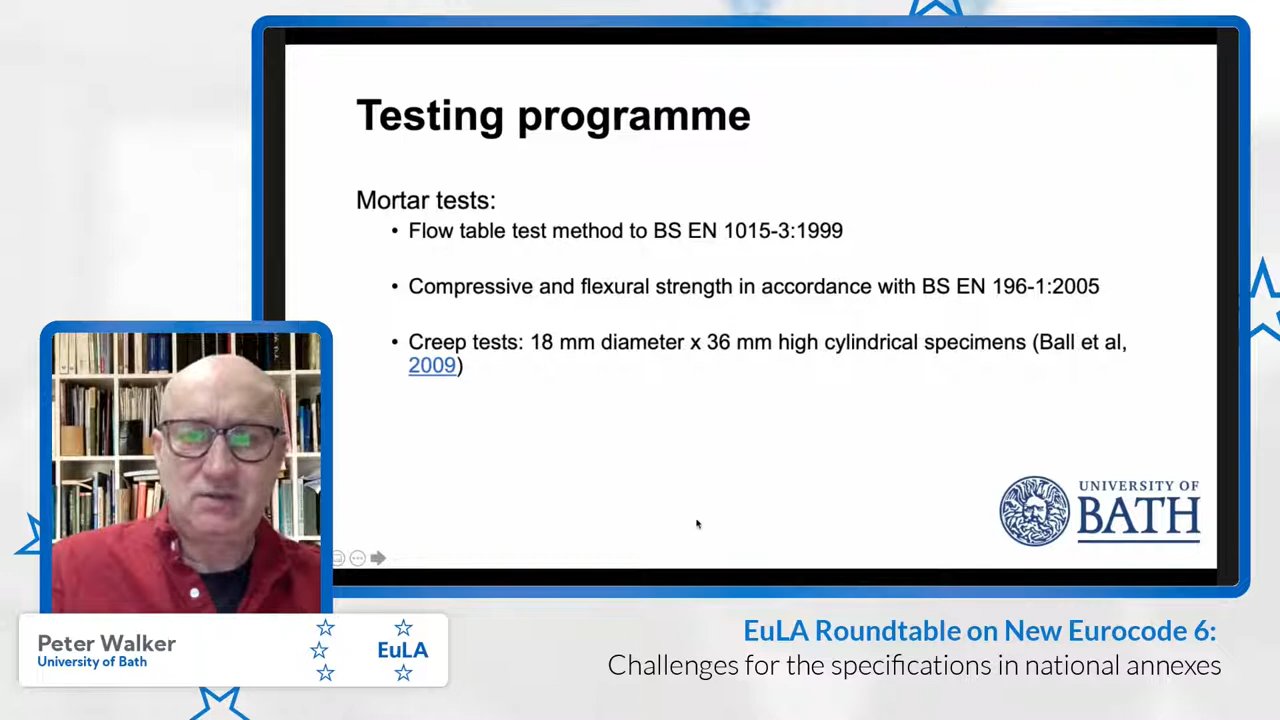 Testing programme
Mortar tests:
• Flow table test method to BS EN 1015-3:1999
• Compressive and flexural strength in accordance with BS EN 196-1:2005
• Creep tests: 18 mm diameter x 36 mm high cylindrical specimens (Ball et al,
2009)
UNIVERSITY OF
BATH
Peter Walker
University of Bath
EuLA
EuLA Roundtable on New Eurocode 6:
Challenges for the specifications in national annexes